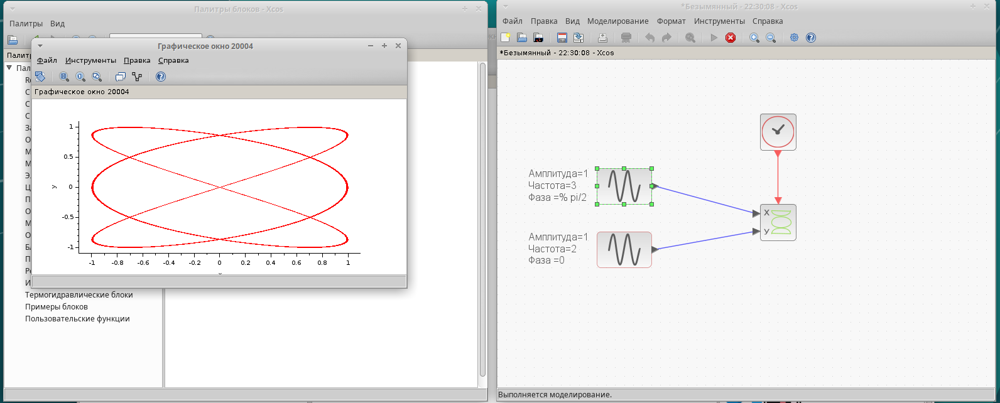 Палитры блоков - Xcos
Палитры Вид
Графическое окно 20004
Файл Инструменты Правка Справка
Графическое окно 20004
1
0.5
y 0
-0.5
-1
-1 -0.8 -0.6 -0.4 -0.2 0 0.2 0.4 0.6 0.8 1
Термогидравлические блоки
Примеры блоков
Пользовательские функции
*Безымянный - 22:30:08 - Xcos
Файл Правка Вид Моделирование Формат Инструменты Справка
*Безымянный - 22:30:08 - Xcos
Амплитуда=1
Частота=3
Фаза =% pi/2
X
y
Амплитуда=1
Частота=2
Фаза =0
Выполняется моделирование.